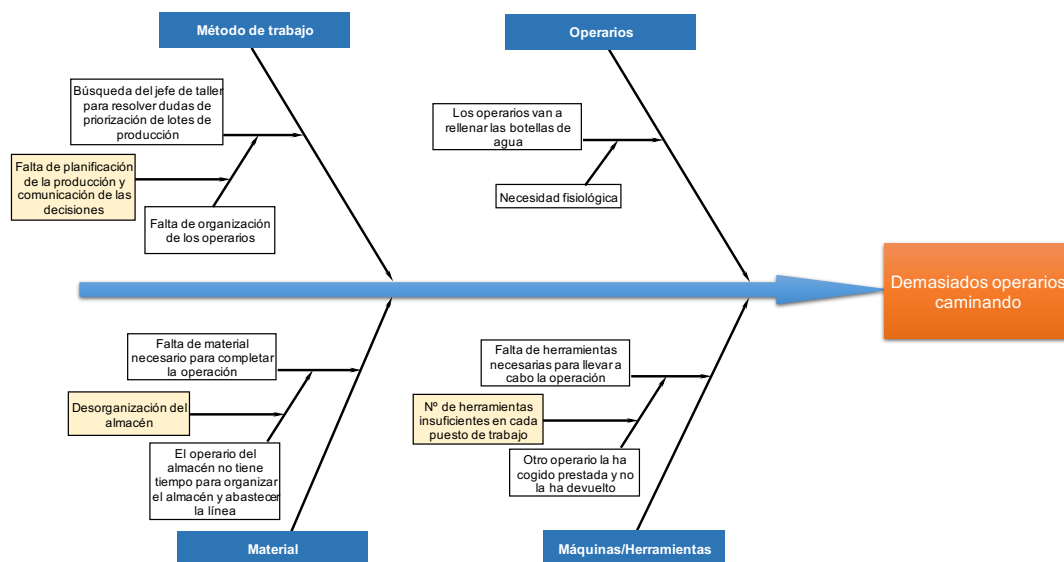 Método de trabajo
Operarios
Búsqueda del jefe de taller
para resolver dudas de
priorización de lotes de
producción
Los operarios van a
rellenar las botellas de
agua
Falta de planificación
de la producción y
comunicación de las
decisiones
Necesidad fisiológica
Falta de organización
de los operarios
Demasiados operarios
caminando
Falta de material
necesario para completar
la operación
Falta de herramientas
necesarias para llevar a
cabo la operación
Desorganización del
almacén
Nº de herramientas
insuficientes en cada
puesto de trabajo
El operario del
almacén no tiene
tiempo para organizar
el almacén y abastecer
la línea
Otro operario la ha
cogido prestada y no
la ha devuelto
Material
Máquinas/Herramientas